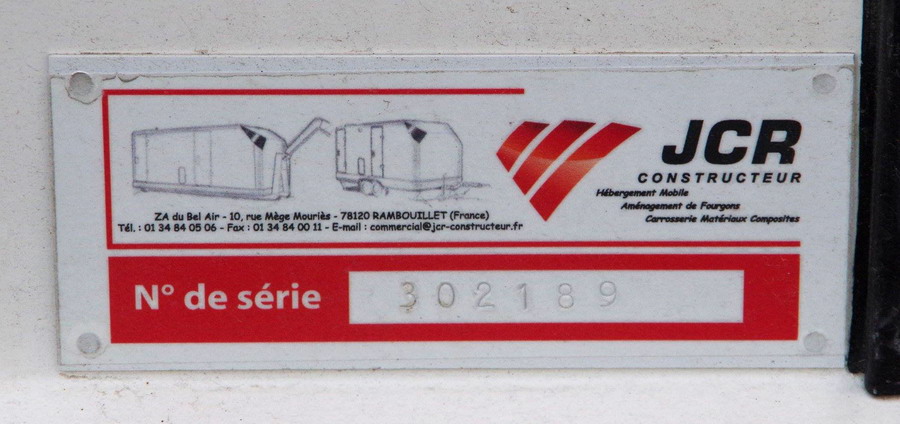 JCR
CONSTRUCTEUR
Hébergement Mobile
Aménagement de Fourgons
Carrosserie Matériaux Composites
ZA du Bel Air - 10, rue Mège Mouriès - 78120 RAMBOUILLET (France)
Tél. : 01 34 84 05 06 - Fax : 01 34 84 00 11 - E-mail : commercial@jcr-constructeur.fr
N° de série 302189